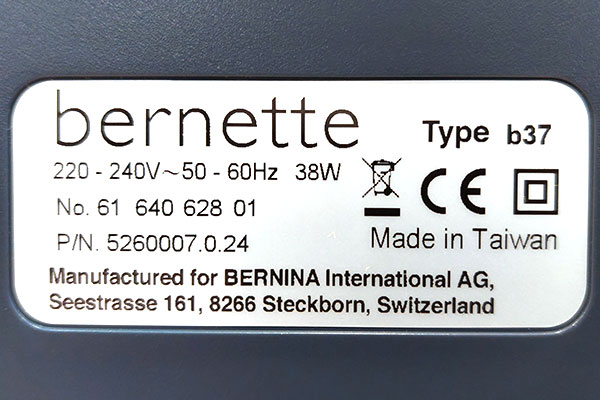 bernette Type b37
220 - 240V~50 - 60Hz 38W
No. 61 640 628 01
P/N. 5260007.0.24
CE
Made in Taiwan
Manufactured for BERNINA International AG,
Seestrasse 161, 8266 Steckborn, Switzerland